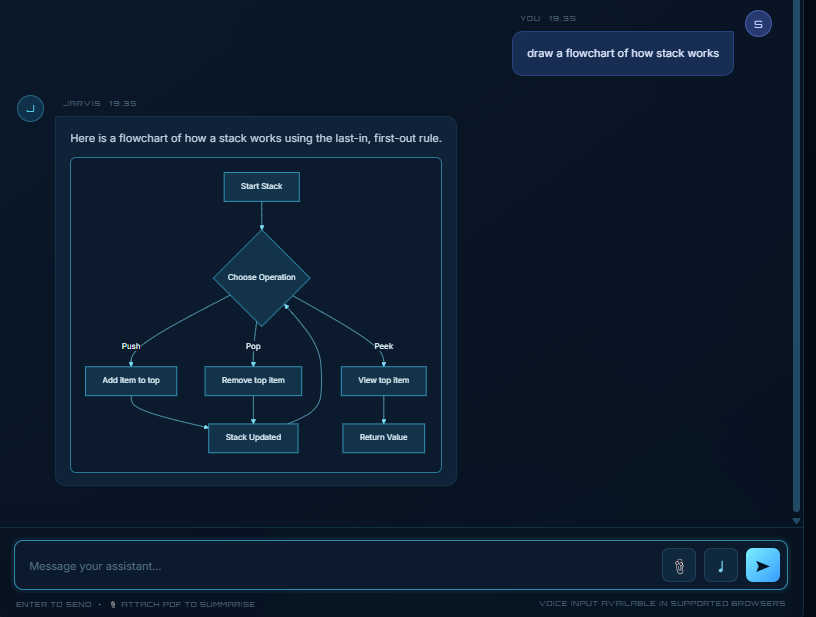 YOU 19:35
S
draw a flowchart of how stack works
J
JARVIS 19:35
Here is a flowchart of how a stack works using the last-in, first-out rule.
Start Stack
Choose Operation
Push
Pop
Peek
Add item to top
Remove top item
View top item
Stack Updated
Return Value
Message your assistant...
ENTER TO SEND • 📎 ATTACH PDF TO SUMMARISE
VOICE INPUT AVAILABLE IN SUPPORTED BROWSERS